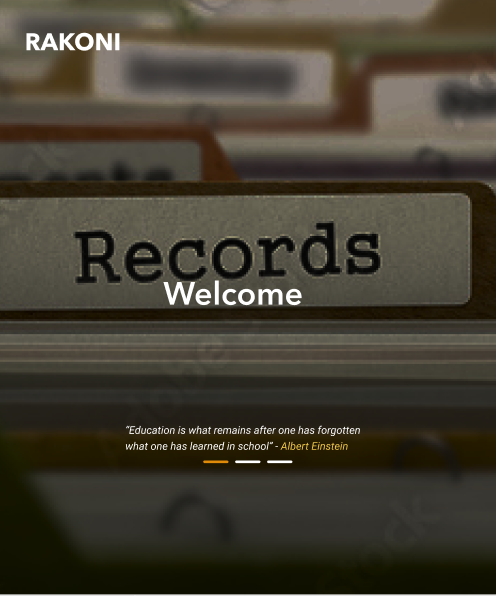 RAKONI
Records
Welcome
“Education is what remains after one has forgotten
what one has learned in school” - Albert Einstein